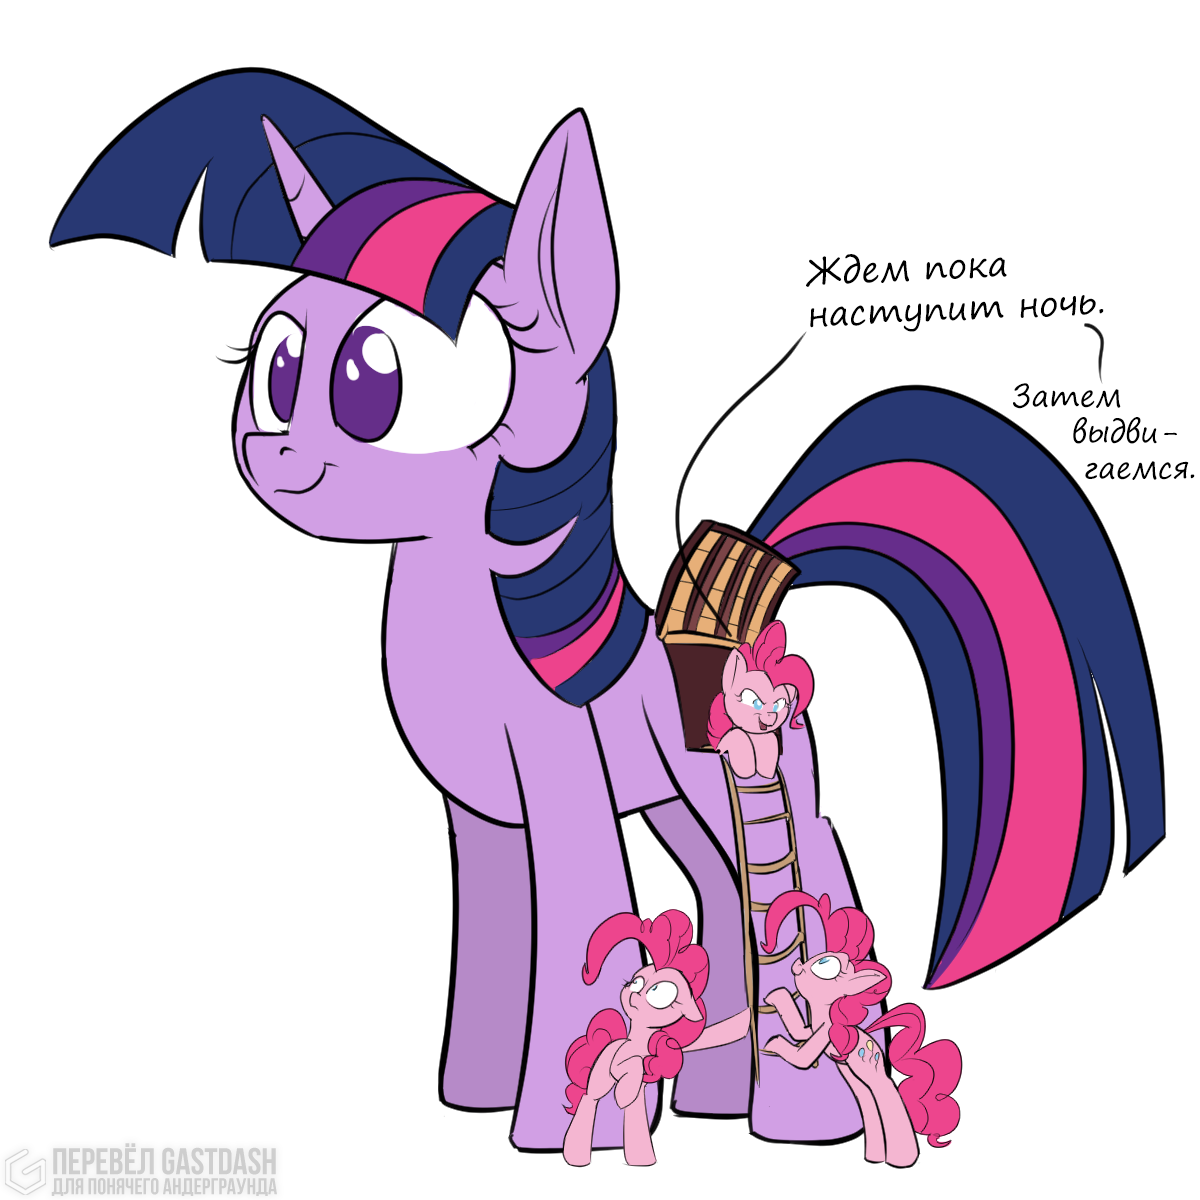 Ждем пока
наступит ночь.
Затем
выдви-
гаемся.
ПЕРЕВЁЛ GASTDASH
ДЛЯ ПОНЯЧЕГО АНДЕРГРАУНДА